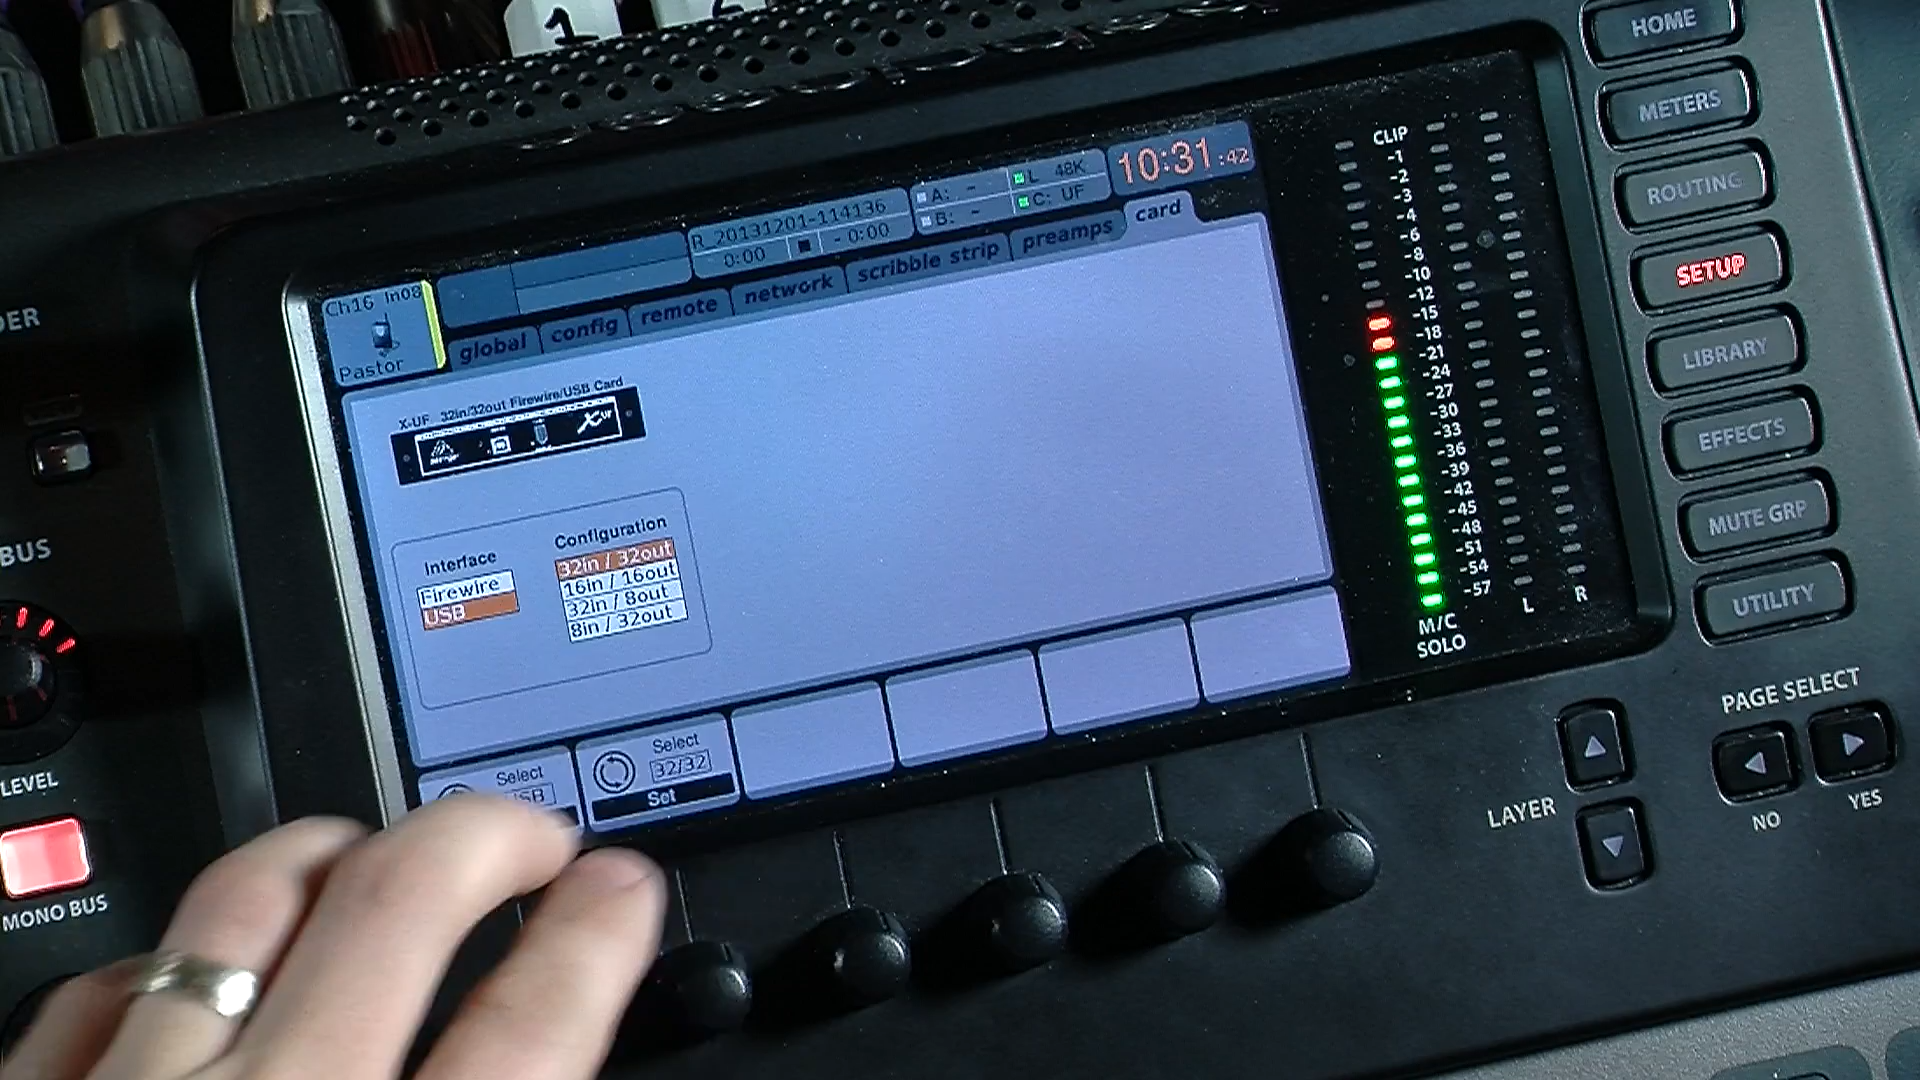 1
HOME
METERS
ROUTING
SETUP
LIBRARY
EFFECTS
MUTE GRP
UTILITY
PAGE SELECT
NO
YES
LAYER
Ch16 In08
Pastor
R_20131201-114136
0:00
- 0:00
A: -
B: -
L 48K
C: UF
10:31:42
global
config
remote
network
scribble strip
preamps
card
X-UF 32in/32out Firewire/USB Card
XUF
Interface
Firewire
USB
Configuration
32in / 32out
16in / 16out
32in / 8out
8in / 32out
Select
USB
Select
32/32
Set
CLIP
-1
-2
-3
-4
-6
-8
-10
-12
-15
-18
-21
-24
-27
-30
-33
-36
-39
-42
-45
-48
-51
-54
-57
M/C
SOLO
L
R
BUS
LEVEL
MONO BUS